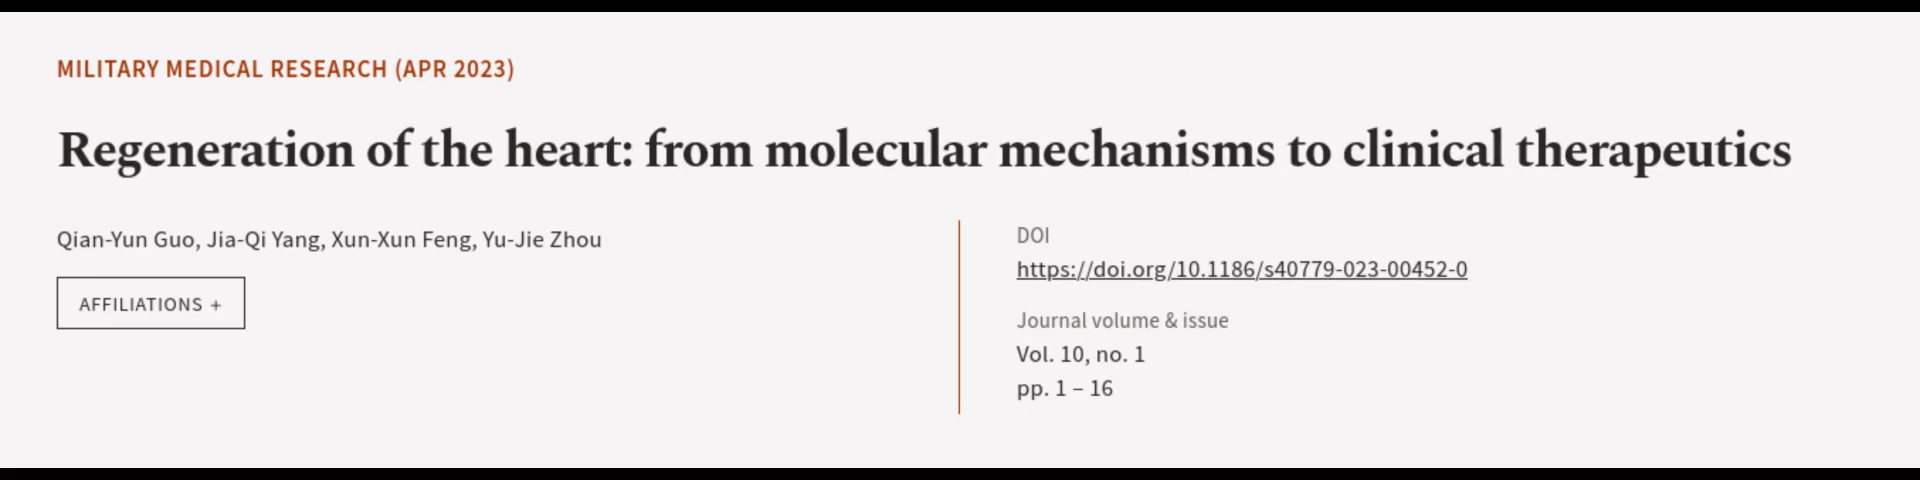 MILITARY MEDICAL RESEARCH (APR 2023)
Regeneration of the heart: from molecular mechanisms to clinical therapeutics
Qian-Yun Guo, Jia-Qi Yang, Xun-Xun Feng, Yu-Jie Zhou
AFFILIATIONS +
DOI
https://doi.org/10.1186/s40779-023-00452-0
Journal volume & issue
Vol. 10, no. 1
pp. 1 – 16